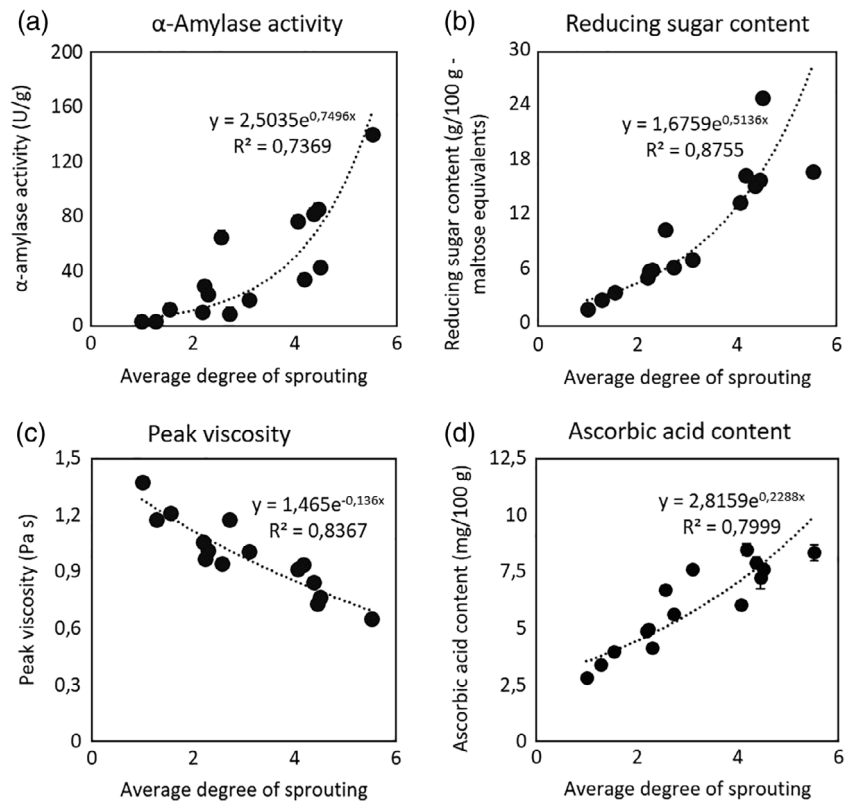 (a)
α-Amylase activity
α-amylase activity (U/g)
200
160
120
80
40
0
y = 2,5035e^0,7496x
R² = 0,7369
0 2 4 6
Average degree of sprouting
(b)
Reducing sugar content
Reducing sugar content (g/100 g -
maltose equivalents)
30
24
18
12
6
0
y = 1,6759e^0,5136x
R² = 0,8755
0 2 4 6
Average degree of sprouting
(c)
Peak viscosity
Peak viscosity (Pa s)
1,5
1,2
0,9
0,6
0,3
0
y = 1,465e^-0,136x
R² = 0,8367
0 2 4 6
Average degree of sprouting
(d)
Ascorbic acid content
Ascorbic acid content (mg/100 g)
12,5
10
7,5
5
2,5
0
y = 2,8159e^0,2288x
R² = 0,7999
0 2 4 6
Average degree of sprouting